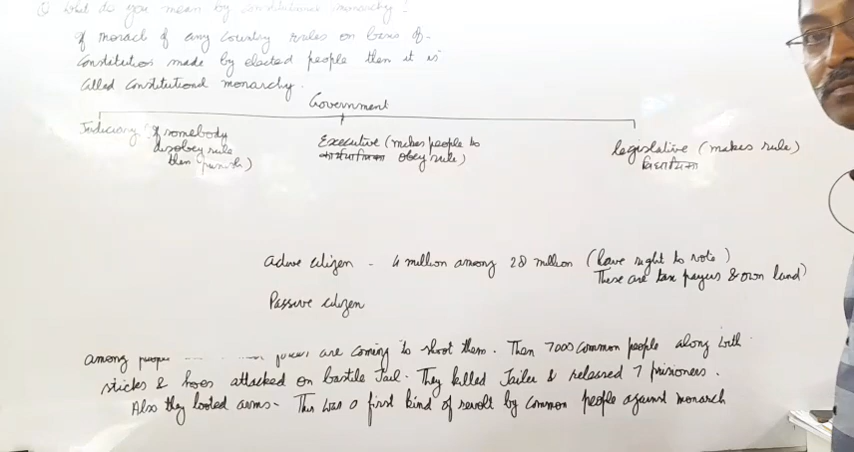 Q What do you mean by constitutional monarchy?
If monarch of any country rules on basis of
Constitution made by elected people then it is
Called constitutional monarchy.
Government
Judiciary (If somebody
disobey rule
then punish)
Executive (makes people to
कार्यपालिका obey rule)
legislative (makes rule)
विधायिका
Active citizen - 4 million among 28 million (have right to vote)
These are tax payers & own land)
Passive citizen
among are coming to shoot them. Then 7000 common people along with
sticks & hoes attacked on bastile Jail. They killed Jailer & released 7 prisioners.
Also they looted arms- This was a first kind of revolt by common people against monarch